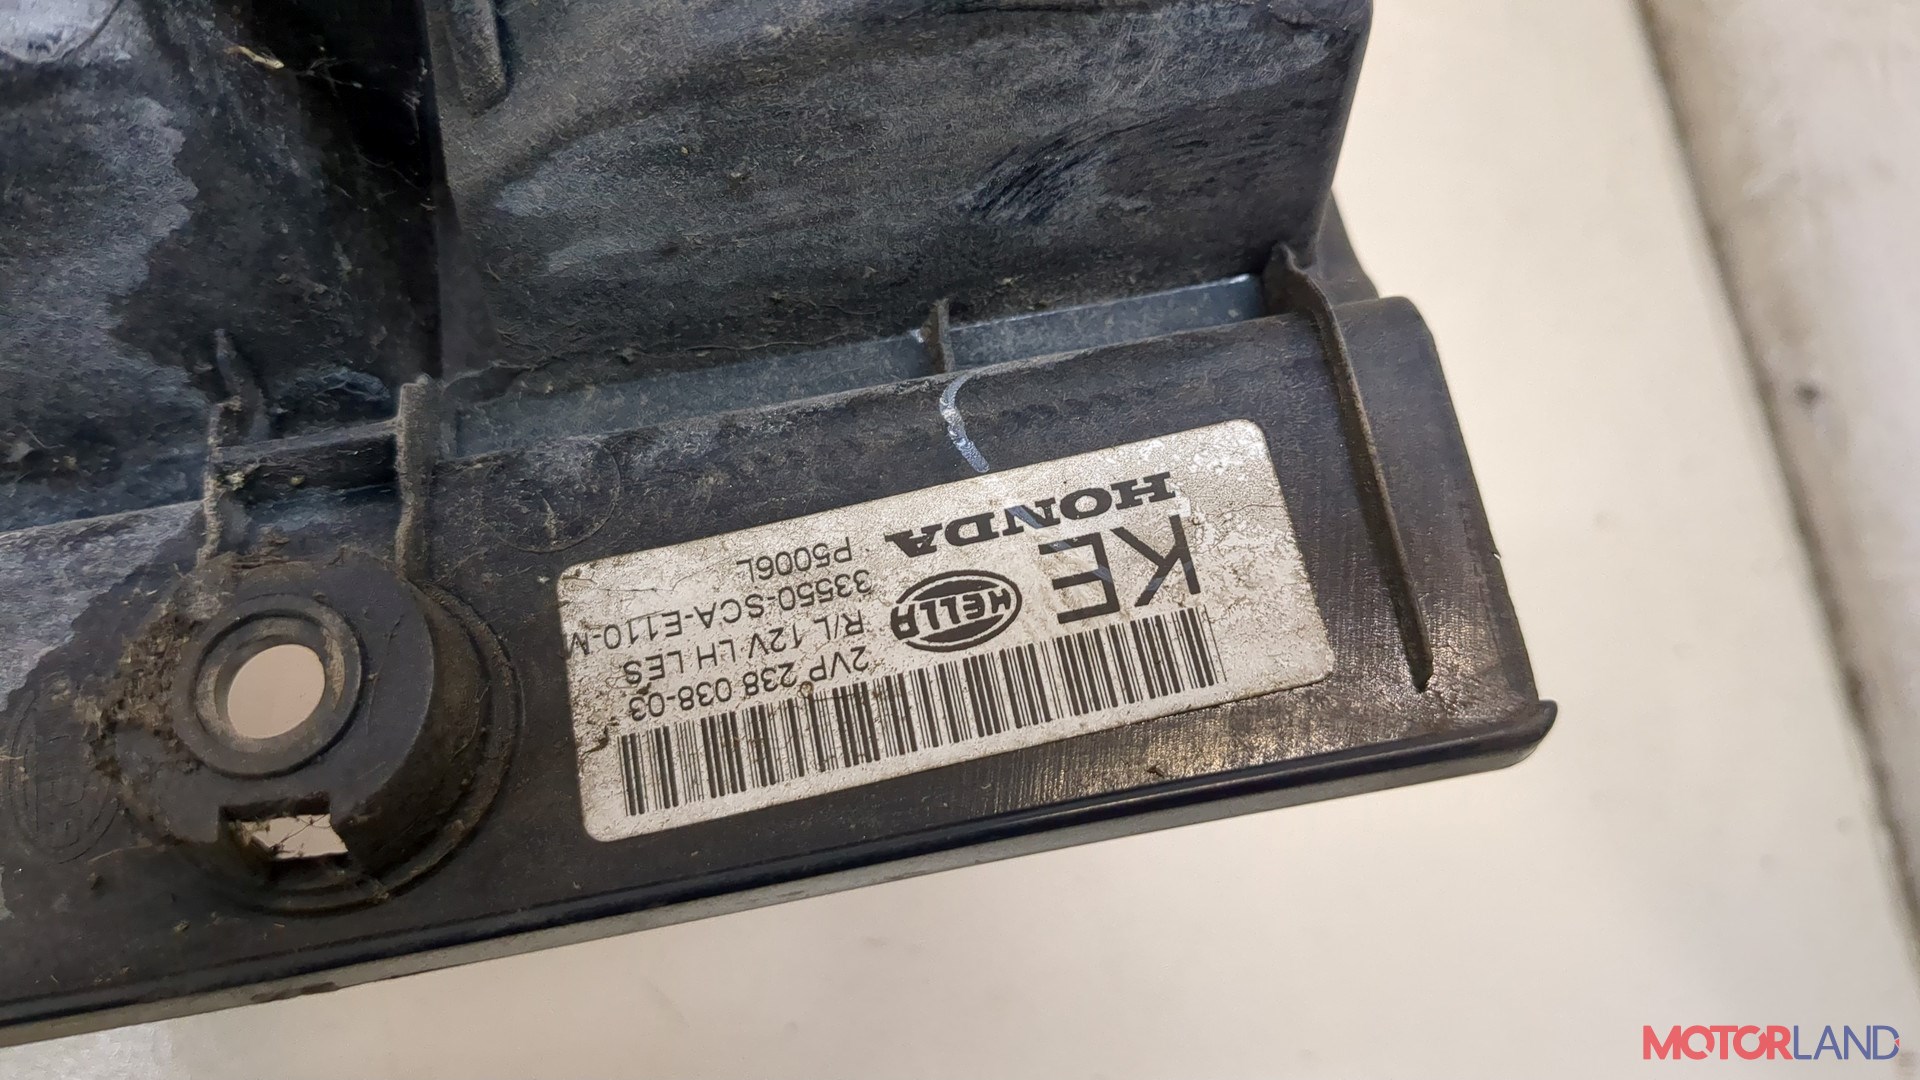 2VP 238 038-03
R/L 12V LH LES
33550-SCA-E110-M
P5006L
HELLA
KE
HONDA
MOTORLAND